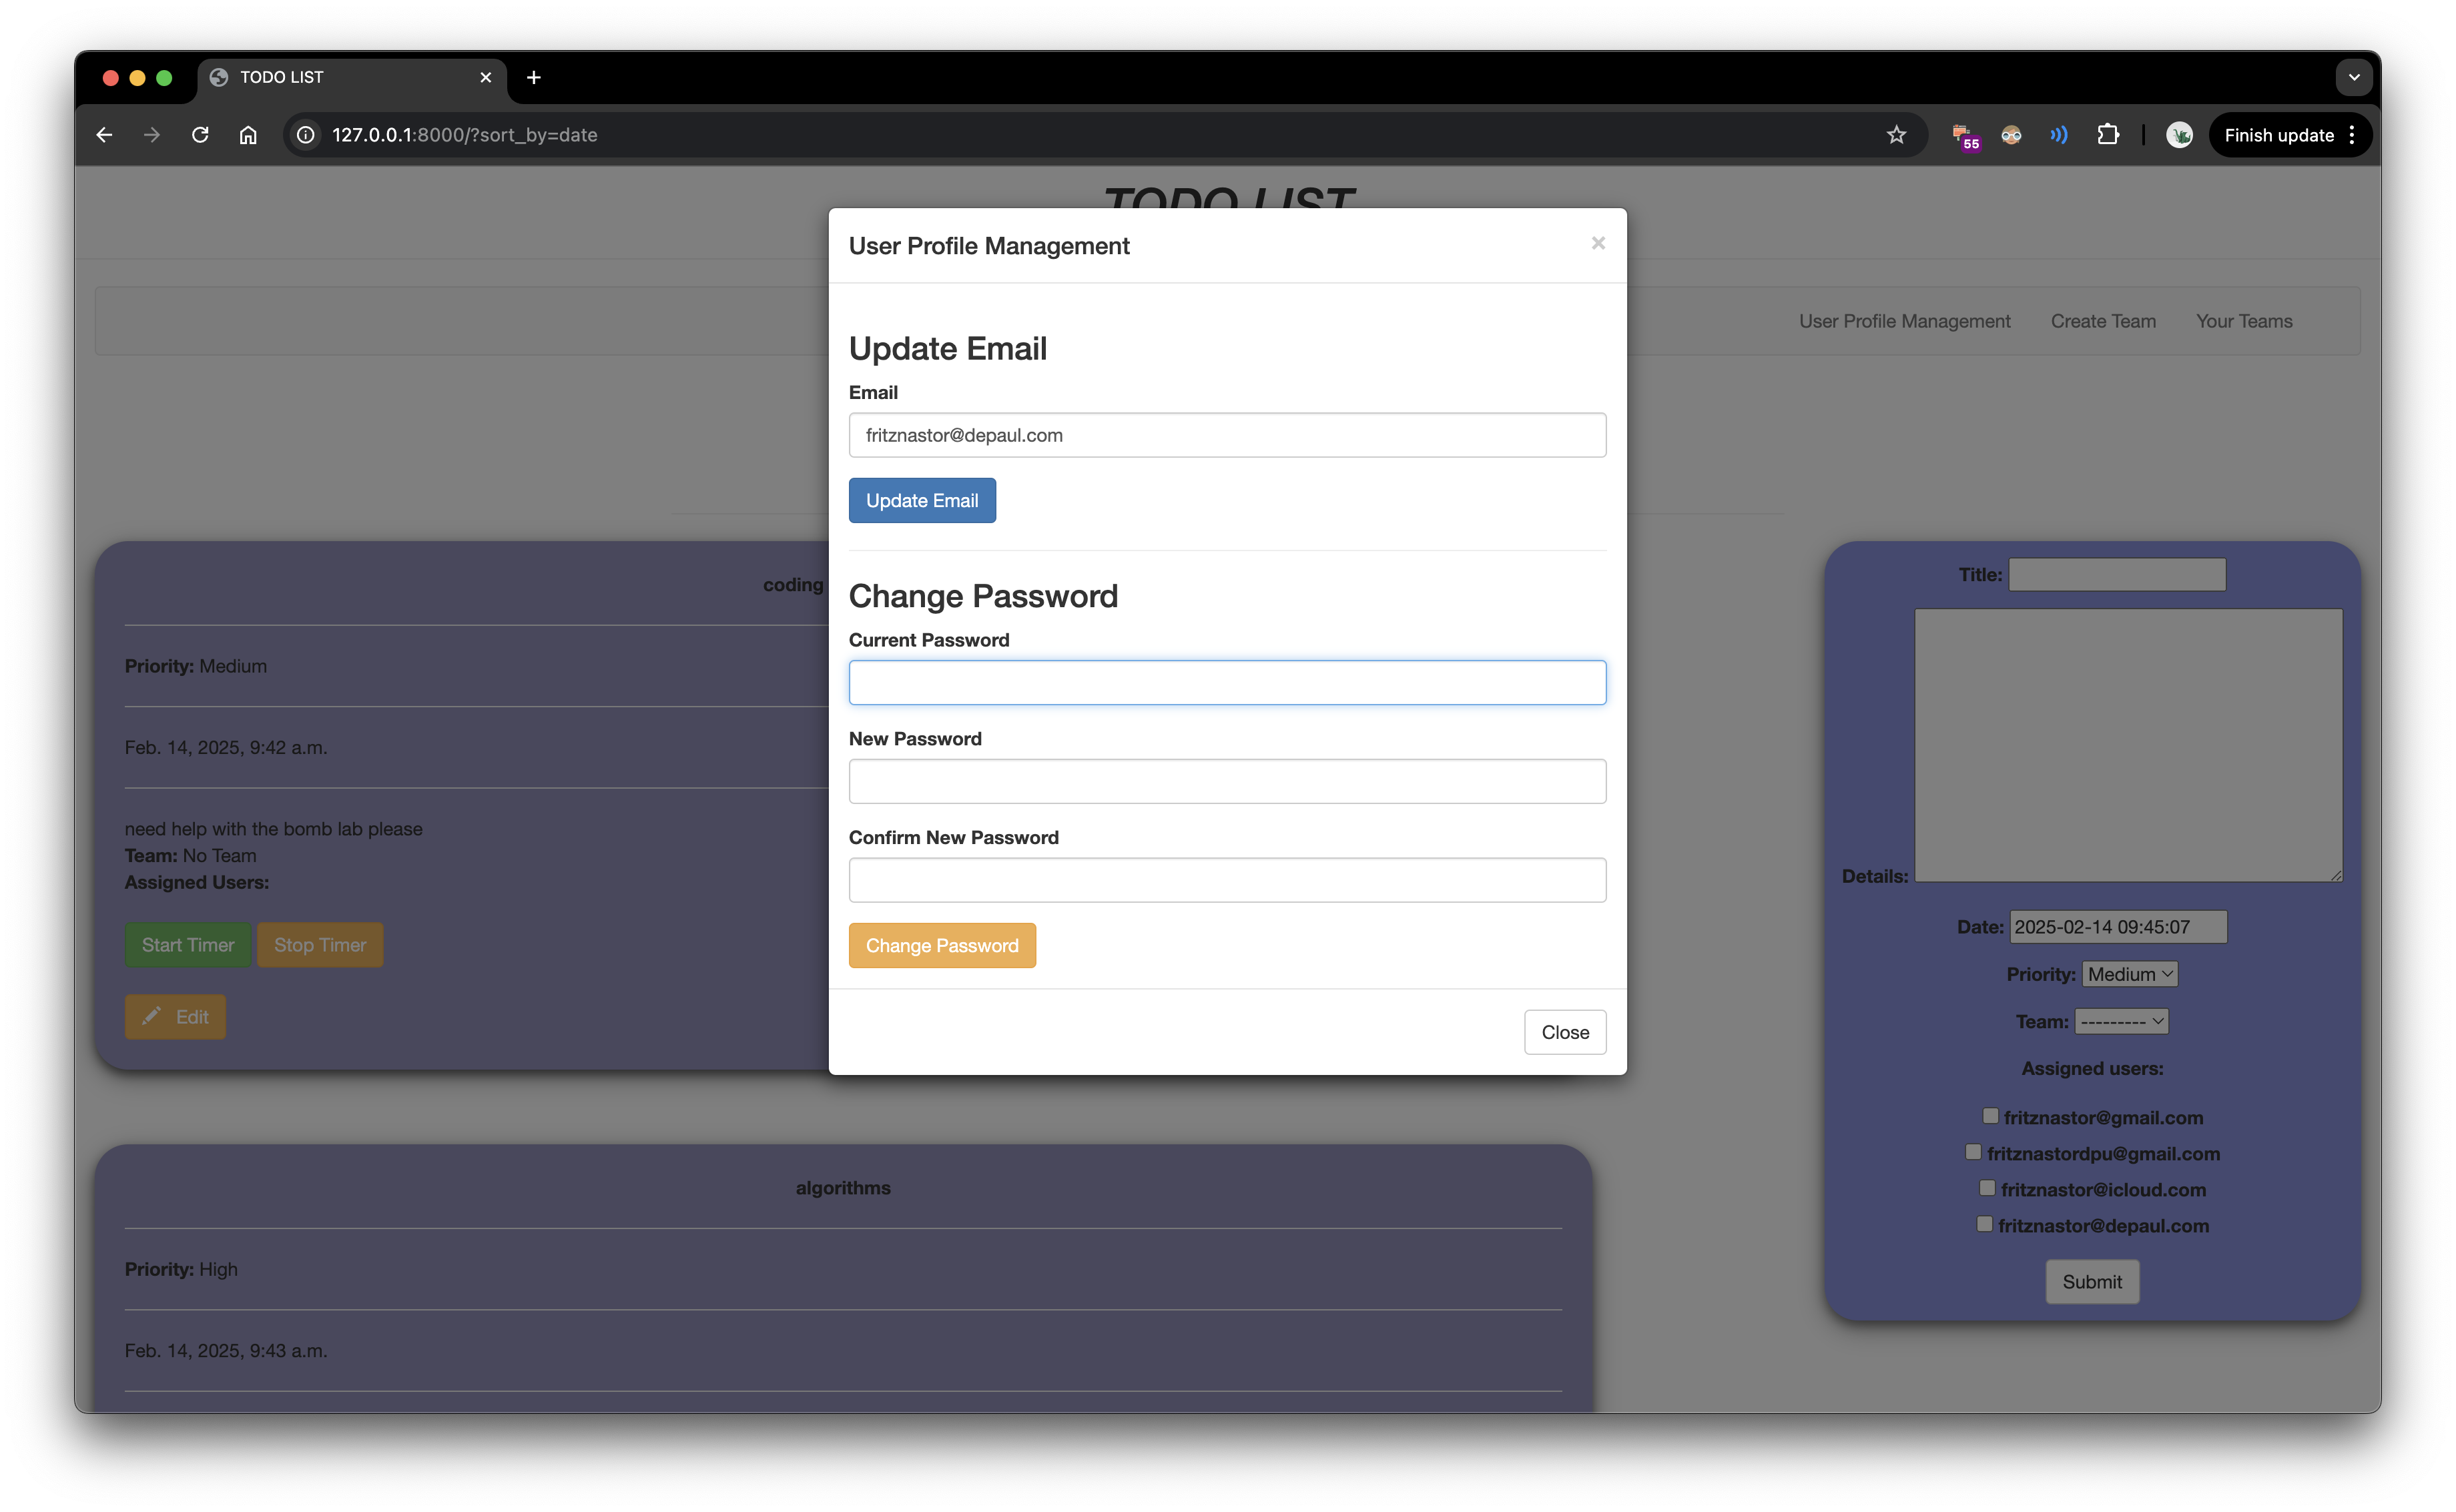 TODO LIST
127.0.0.1:8000/?sort_by=date
55
Finish update
TODO LIST
User Profile Management
Create Team
Your Teams
User Profile Management
×
Update Email
Email
fritznastor@depaul.com
Update Email
Change Password
Current Password
New Password
Confirm New Password
Change Password
Close
coding
Priority: Medium
Feb. 14, 2025, 9:42 a.m.
need help with the bomb lab please
Team: No Team
Assigned Users:
Start Timer
Stop Timer
Edit
algorithms
Priority: High
Feb. 14, 2025, 9:43 a.m.
Title:
Details:
Date: 2025-02-14 09:45:07
Priority: Medium
Team: ---------
Assigned users:
fritznastor@gmail.com
fritznastordpu@gmail.com
fritznastor@icloud.com
fritznastor@depaul.com
Submit